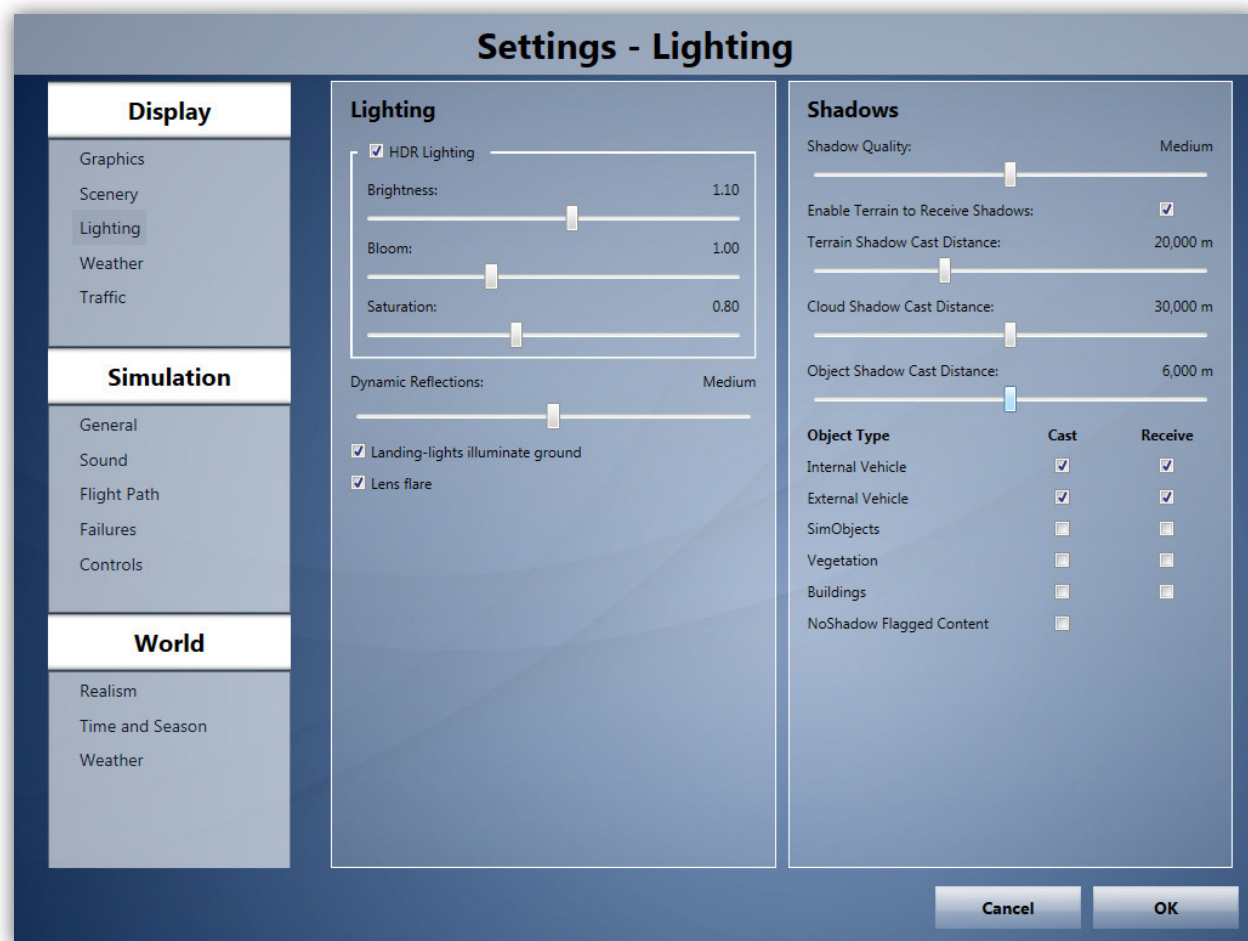 Settings - Lighting
Display
Graphics
Scenery
Lighting
Weather
Traffic
Simulation
General
Sound
Flight Path
Failures
Controls
World
Realism
Time and Season
Weather
Lighting
HDR Lighting
Brightness: 1.10
Bloom: 1.00
Saturation: 0.80
Dynamic Reflections: Medium
Landing-lights illuminate ground
Lens flare
Shadows
Shadow Quality: Medium
Enable Terrain to Receive Shadows:
Terrain Shadow Cast Distance: 20,000 m
Cloud Shadow Cast Distance: 30,000 m
Object Shadow Cast Distance: 6,000 m
Object Type Cast Receive
Internal Vehicle
External Vehicle
SimObjects
Vegetation
Buildings
NoShadow Flagged Content
Cancel OK